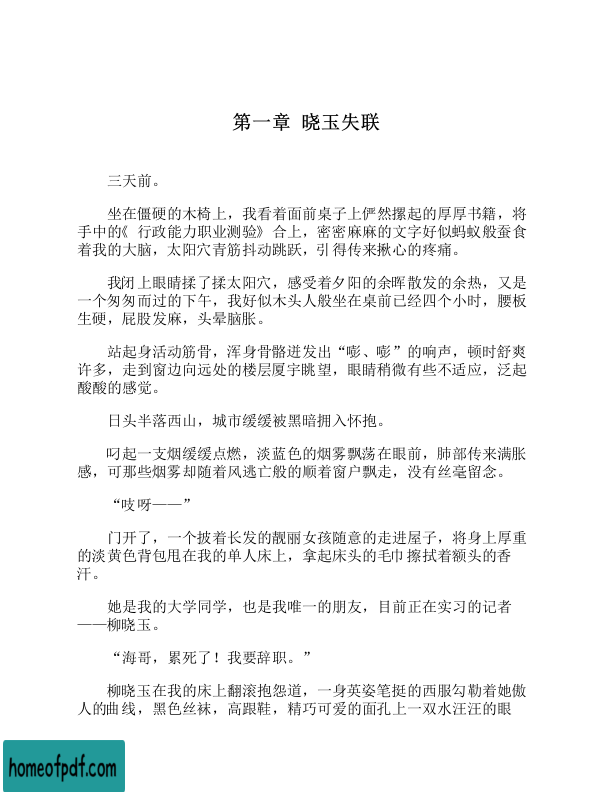 第一章 晓玉失联
三天前。
坐在僵硬的木椅上，我看着面前桌子上俨然摞起的厚厚书籍，将
手中的《行政能力职业测验》合上，密密麻麻的文字好似蚂蚁般蚕食
着我的大脑，太阳穴青筋抖动跳跃，引得传来揪心的疼痛。
我闭上眼睛揉了揉太阳穴，感受着夕阳的余晖散发的余热，又是
一个匆匆而过的下午，我好似木头人般坐在桌前已经四个小时，腰板
生硬，屁股发麻，头晕脑胀。
站起身活动筋骨，浑身骨骼迸发出“嘭、嘭”的响声，顿时舒爽
许多，走到窗边向远处的楼层厦宇眺望，眼睛稍微有些不适应，泛起
酸酸的感觉。
日头半落西山，城市缓缓被黑暗拥入怀抱。
叼起一支烟缓缓点燃，淡蓝色的烟雾飘荡在眼前，肺部传来满胀
感，可那些烟雾却随着风逃亡般的顺着窗户飘走，没有丝毫留念。
“吱呀——”
门开了，一个披着长发的靓丽女孩随意的走进屋子，将身上厚重
的淡黄色背包甩在我的单人床上，拿起床头的毛巾擦拭着额头的香
汗。
她是我的大学同学，也是我唯一的朋友，目前正在实习的记者
——柳晓玉。
“海哥，累死了！我要辞职。”
柳晓玉在我的床上翻滚抱怨道，一身英姿笔挺的西服勾勒着她傲
人的曲线，黑色丝袜，高跟鞋，精巧可爱的面孔上一双水汪汪的眼
homeofpdf.com